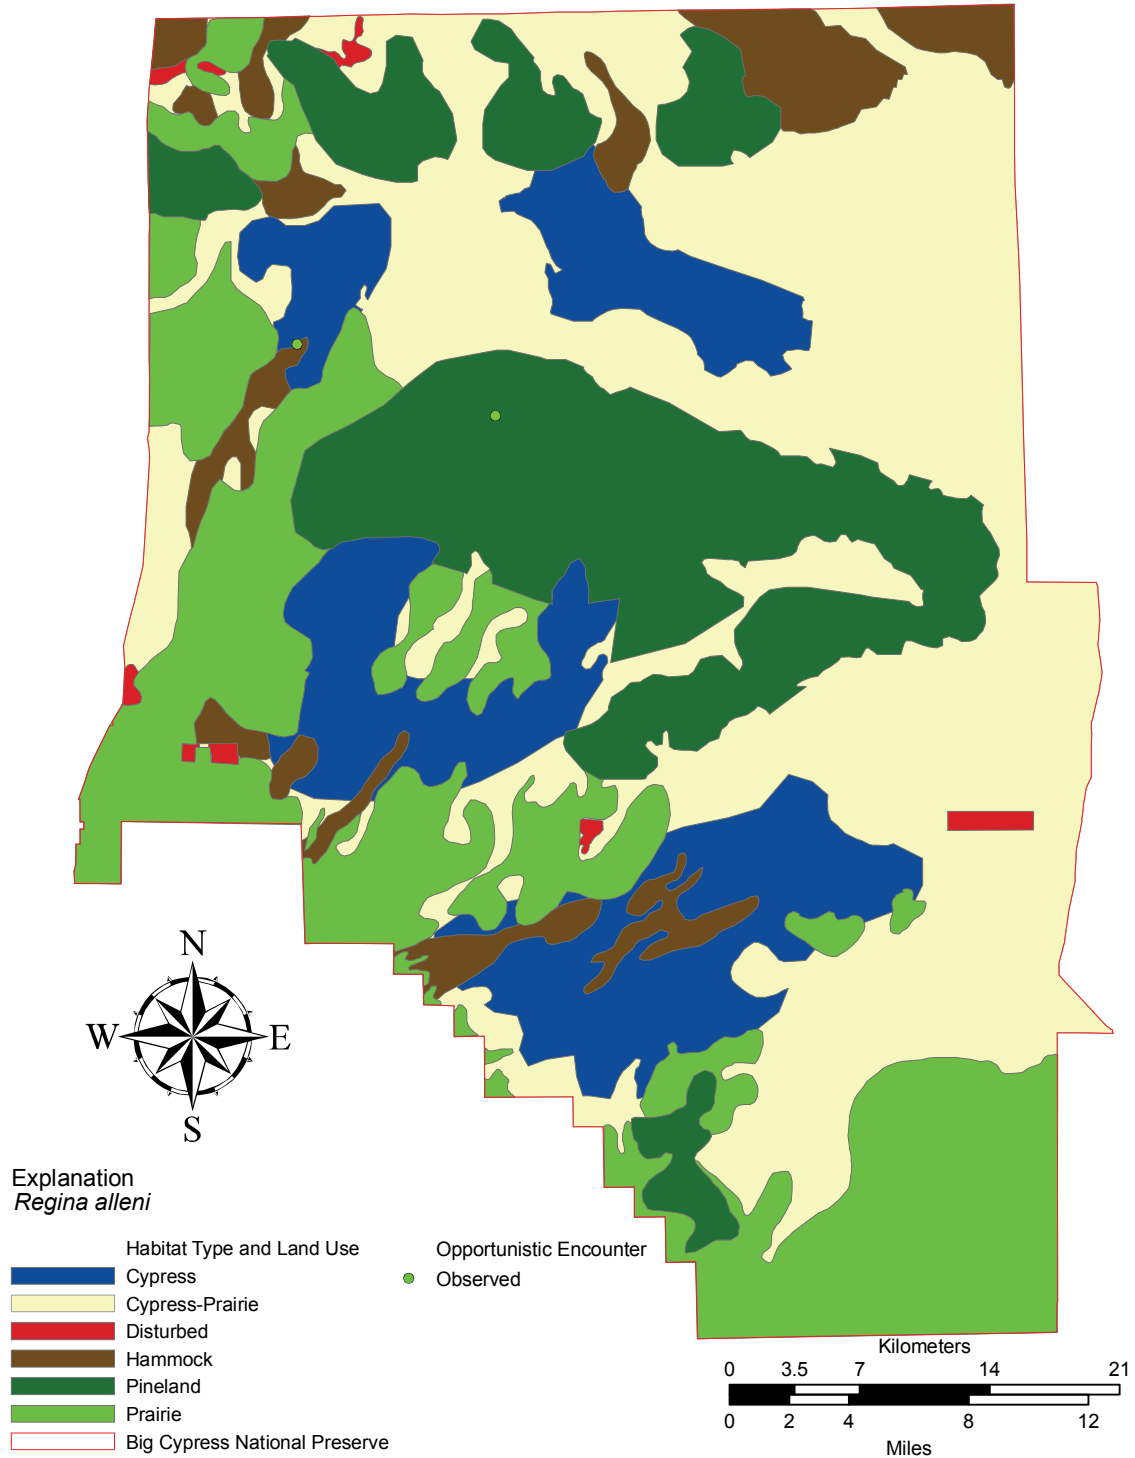 N
W
E
S
Explanation
Regina alleni
Habitat Type and Land Use
Cypress
Cypress-Prairie
Disturbed
Hammock
Pineland
Prairie
Big Cypress National Preserve
Opportunistic Encounter
Observed
Kilometers
0 3.5 7 14 21
0 2 4 8 12
Miles